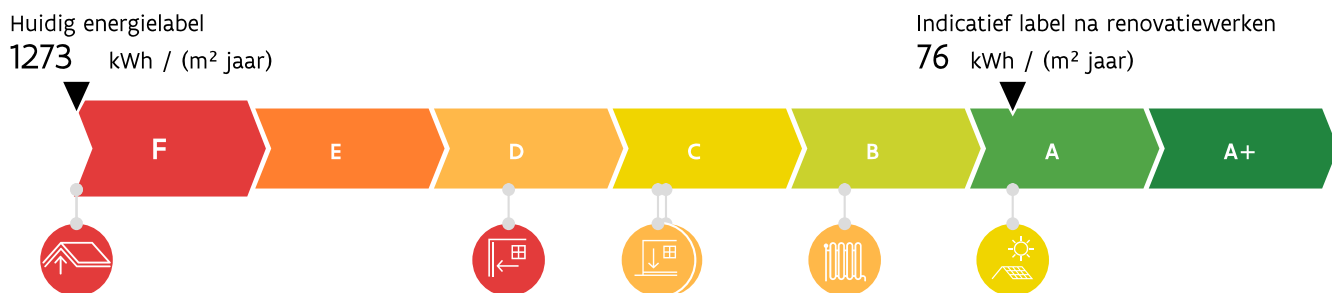 Huidig energielabel
1273 kWh / (m² jaar)
Indicatief label na renovatiewerken
76 kWh / (m² jaar)
F E D C B A A+